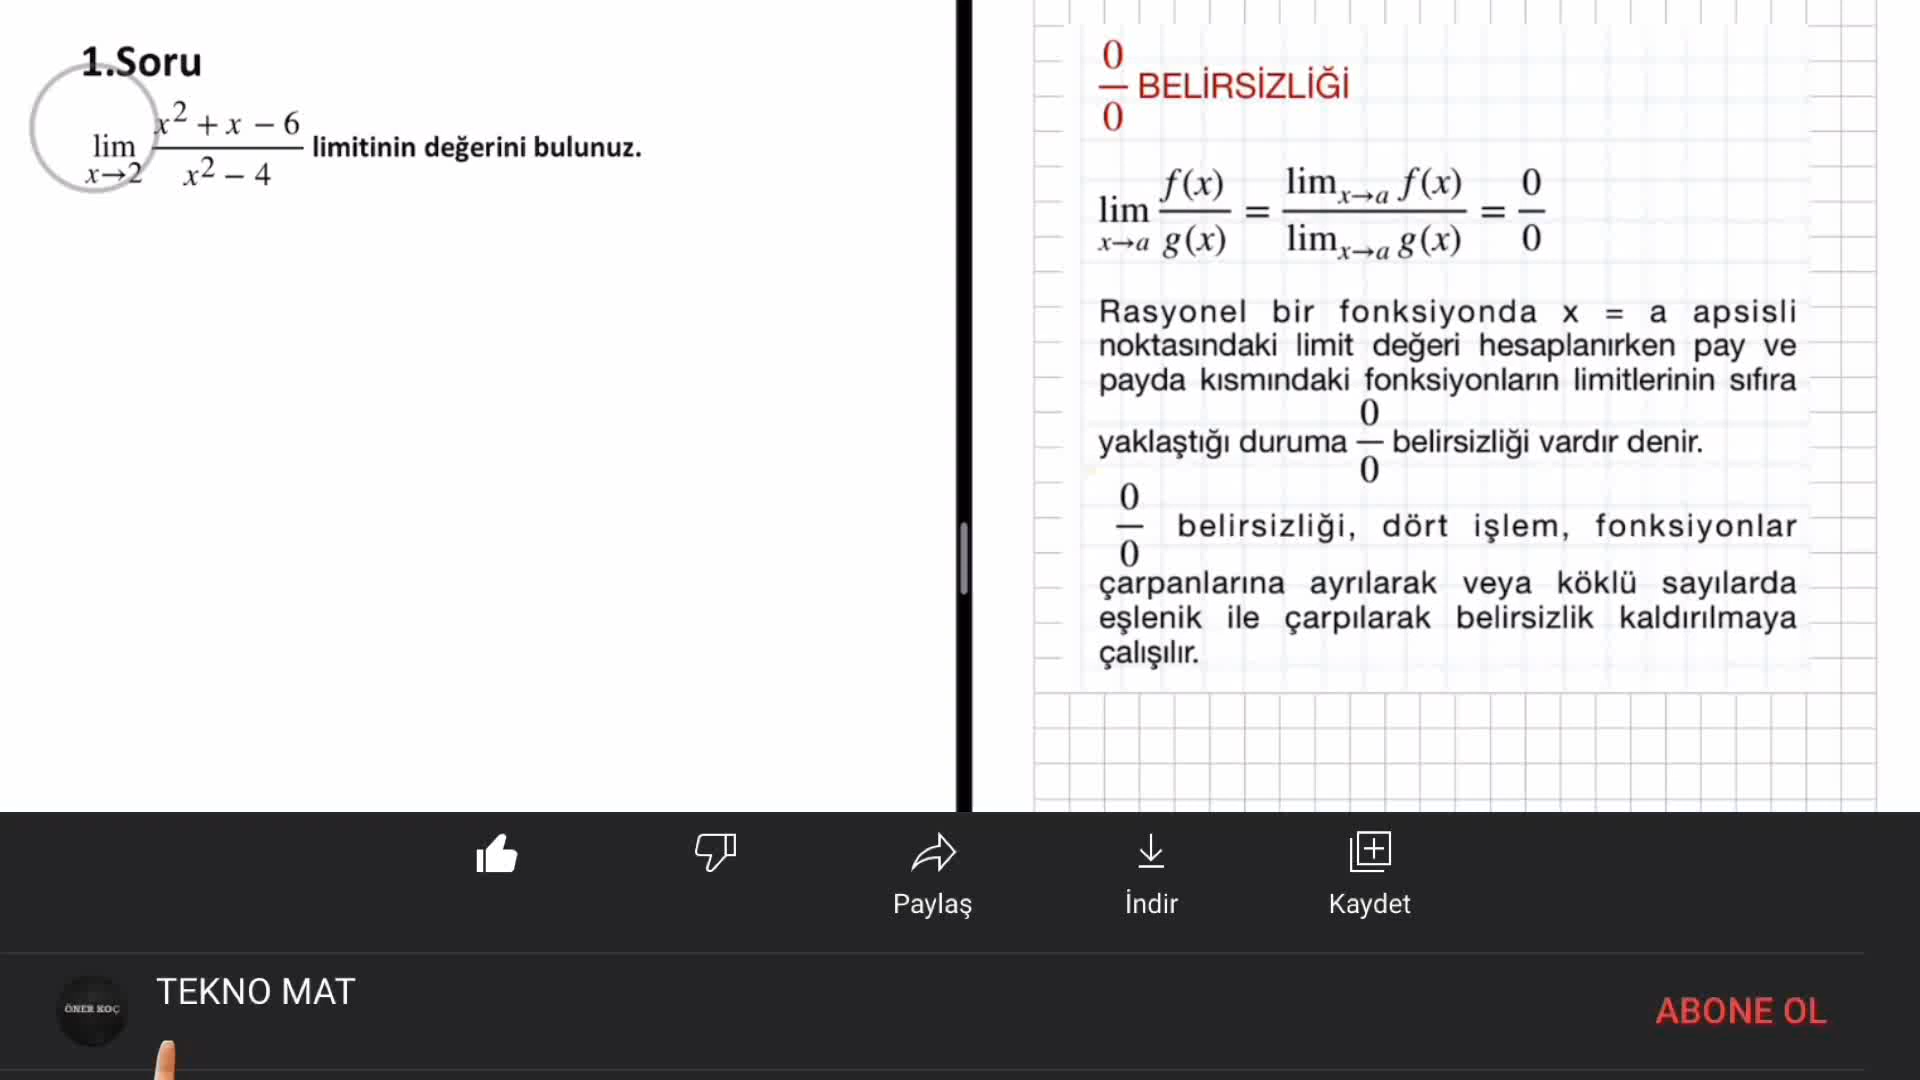 1.Soru
lim x→2 x² + x − 6 / x² − 4 limitinin değerini bulunuz.
0/0 BELİRSİZLİĞİ
lim x→a f(x)/g(x) = lim x→a f(x) / lim x→a g(x) = 0/0
Rasyonel bir fonksiyonda x = a apsisli
noktasındaki limit değeri hesaplanırken pay ve
payda kısmındaki fonksiyonların limitlerinin sıfıra
yaklaştığı duruma 0/0 belirsizliği vardır denir.
0/0 belirsizliği, dört işlem, fonksiyonlar
çarpanlarına ayrılarak veya köklü sayılarda
eşlenik ile çarpılarak belirsizlik kaldırılmaya
çalışılır.
Paylaş
İndir
Kaydet
ÖNER KOÇ
TEKNO MAT
ABONE OL